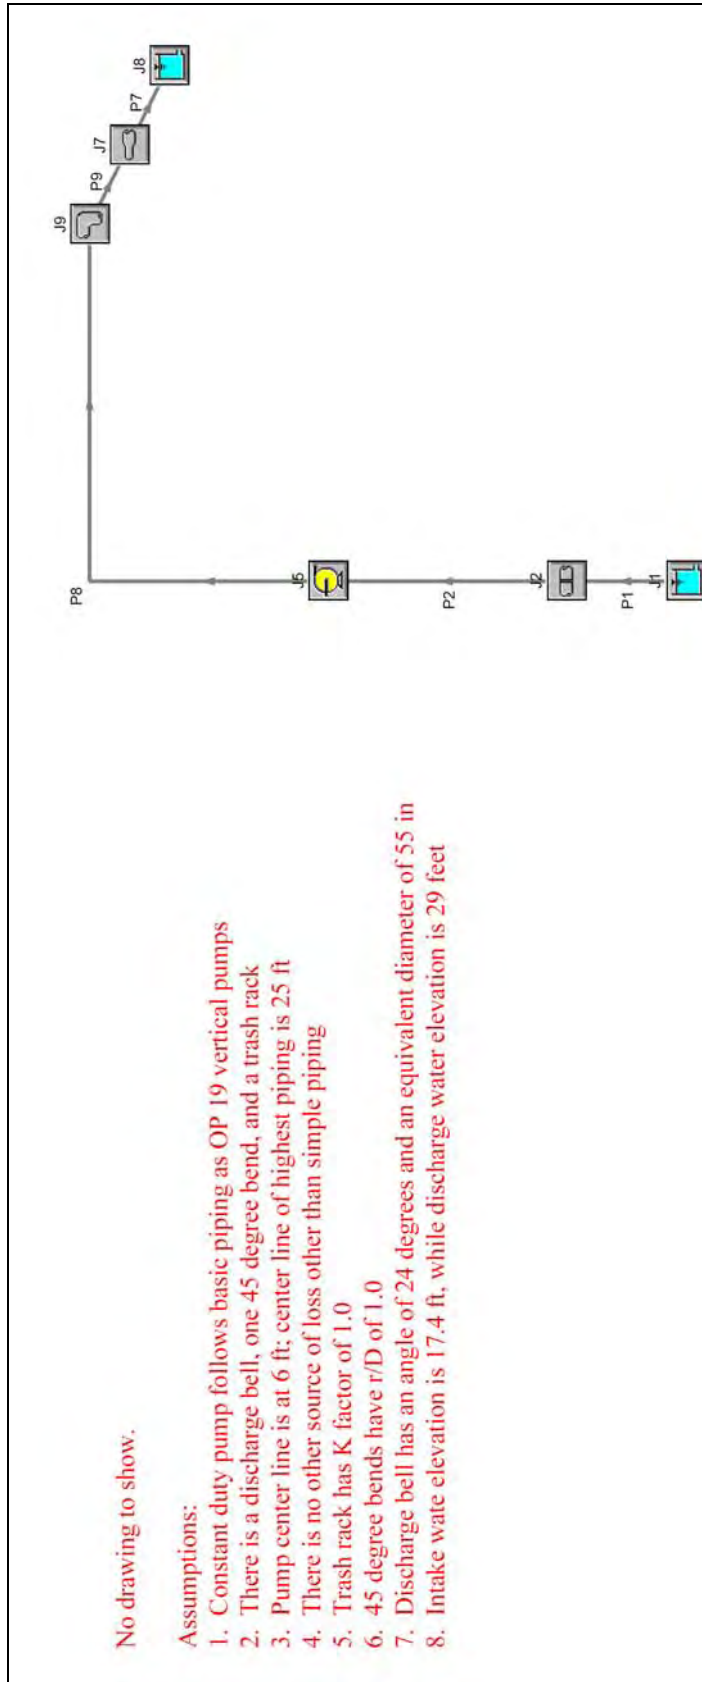 No drawing to show.
Assumptions:
1. Constant duty pump follows basic piping as OP 19 vertical pumps
2. There is a discharge bell, one 45 degree bend, and a trash rack
3. Pump center line is at 6 ft; center line of highest piping is 25 ft
4. There is no other source of loss other than simple piping
5. Trash rack has K factor of 1.0
6. 45 degree bends have r/D of 1.0
7. Discharge bell has an angle of 24 degrees and an equivalent diameter of 55 in
8. Intake wate elevation is 17.4 ft, while discharge water elevation is 29 feet
P8
J9
P9
J7
P7
J8
J5
P2
J2
P1
J1